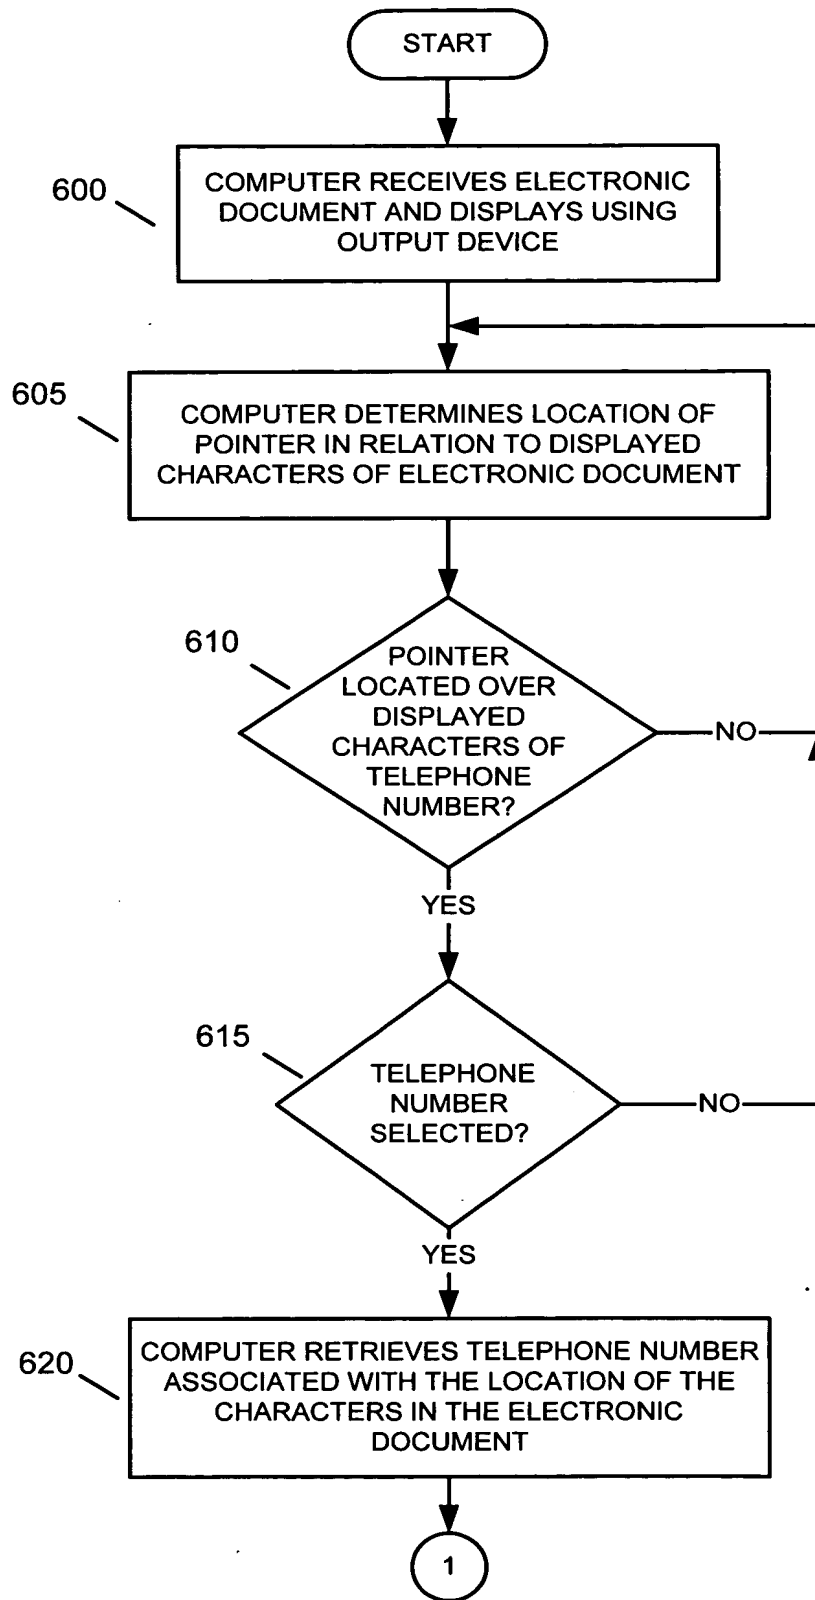 START
600
COMPUTER RECEIVES ELECTRONIC
DOCUMENT AND DISPLAYS USING
OUTPUT DEVICE
605
COMPUTER DETERMINES LOCATION OF
POINTER IN RELATION TO DISPLAYED
CHARACTERS OF ELECTRONIC DOCUMENT
610
POINTER
LOCATED OVER
DISPLAYED
CHARACTERS OF
TELEPHONE
NUMBER?
NO
YES
615
TELEPHONE
NUMBER
SELECTED?
NO
YES
620
COMPUTER RETRIEVES TELEPHONE NUMBER
ASSOCIATED WITH THE LOCATION OF THE
CHARACTERS IN THE ELECTRONIC
DOCUMENT
1